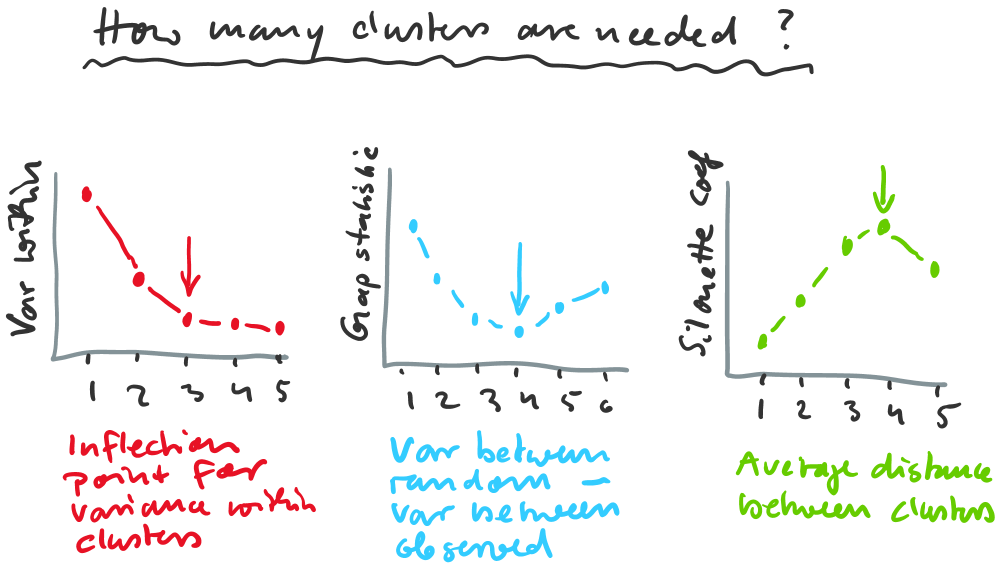 How many clusters are needed ?
Var within
1 2 3 4 5
Inflection
point for
variance within
clusters
Gap statistic
1 2 3 4 5 6
Var between
random –
var between
observed
Silouette coef
1 2 3 4 5
Average distance
between clusters